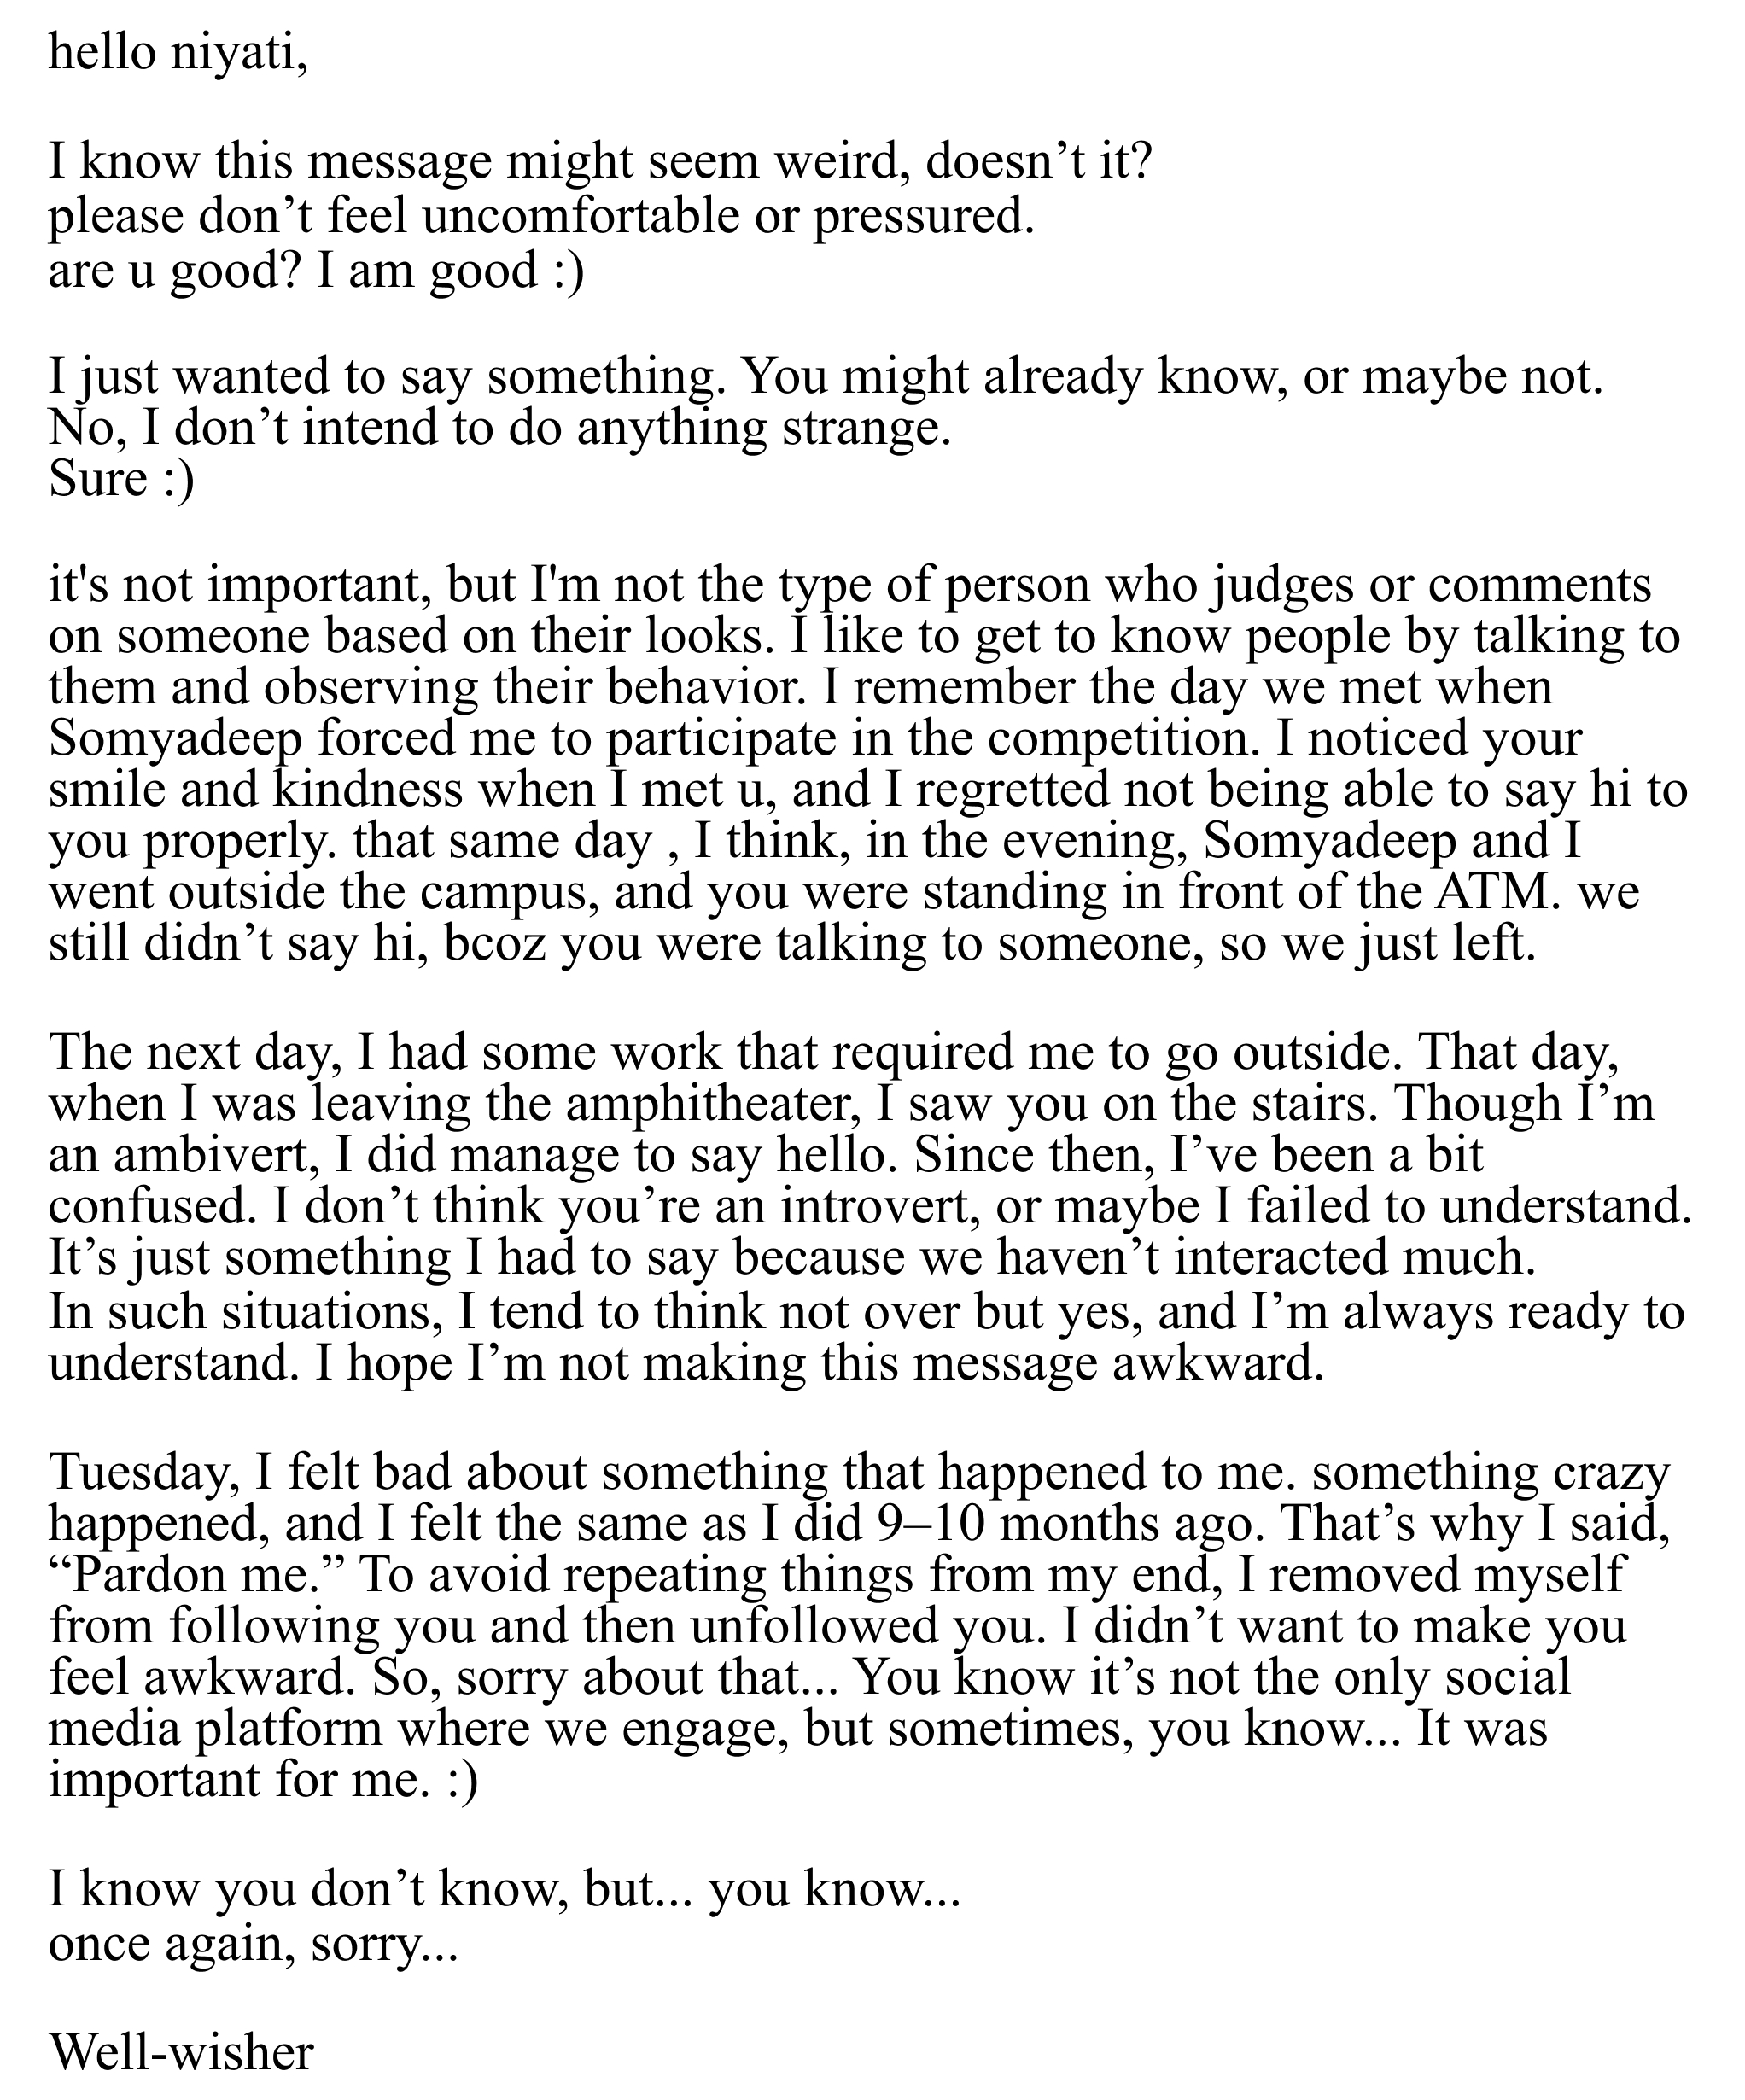 hello niyati,
I know this message might seem weird, doesn’t it?
please don’t feel uncomfortable or pressured.
are u good? I am good :)
I just wanted to say something. You might already know, or maybe not.
No, I don’t intend to do anything strange.
Sure :)
it's not important, but I'm not the type of person who judges or comments
on someone based on their looks. I like to get to know people by talking to
them and observing their behavior. I remember the day we met when
Somyadeep forced me to participate in the competition. I noticed your
smile and kindness when I met u, and I regretted not being able to say hi to
you properly. that same day , I think, in the evening, Somyadeep and I
went outside the campus, and you were standing in front of the ATM. we
still didn’t say hi, bcoz you were talking to someone, so we just left.
The next day, I had some work that required me to go outside. That day,
when I was leaving the amphitheater, I saw you on the stairs. Though I’m
an ambivert, I did manage to say hello. Since then, I’ve been a bit
confused. I don’t think you’re an introvert, or maybe I failed to understand.
It’s just something I had to say because we haven’t interacted much.
In such situations, I tend to think not over but yes, and I’m always ready to
understand. I hope I’m not making this message awkward.
Tuesday, I felt bad about something that happened to me. something crazy
happened, and I felt the same as I did 9–10 months ago. That’s why I said,
“Pardon me.” To avoid repeating things from my end, I removed myself
from following you and then unfollowed you. I didn’t want to make you
feel awkward. So, sorry about that... You know it’s not the only social
media platform where we engage, but sometimes, you know... It was
important for me. :)
I know you don’t know, but... you know...
once again, sorry...
Well-wisher